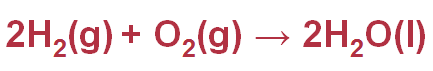 2H₂(g) + O₂(g) → 2H₂O(l)